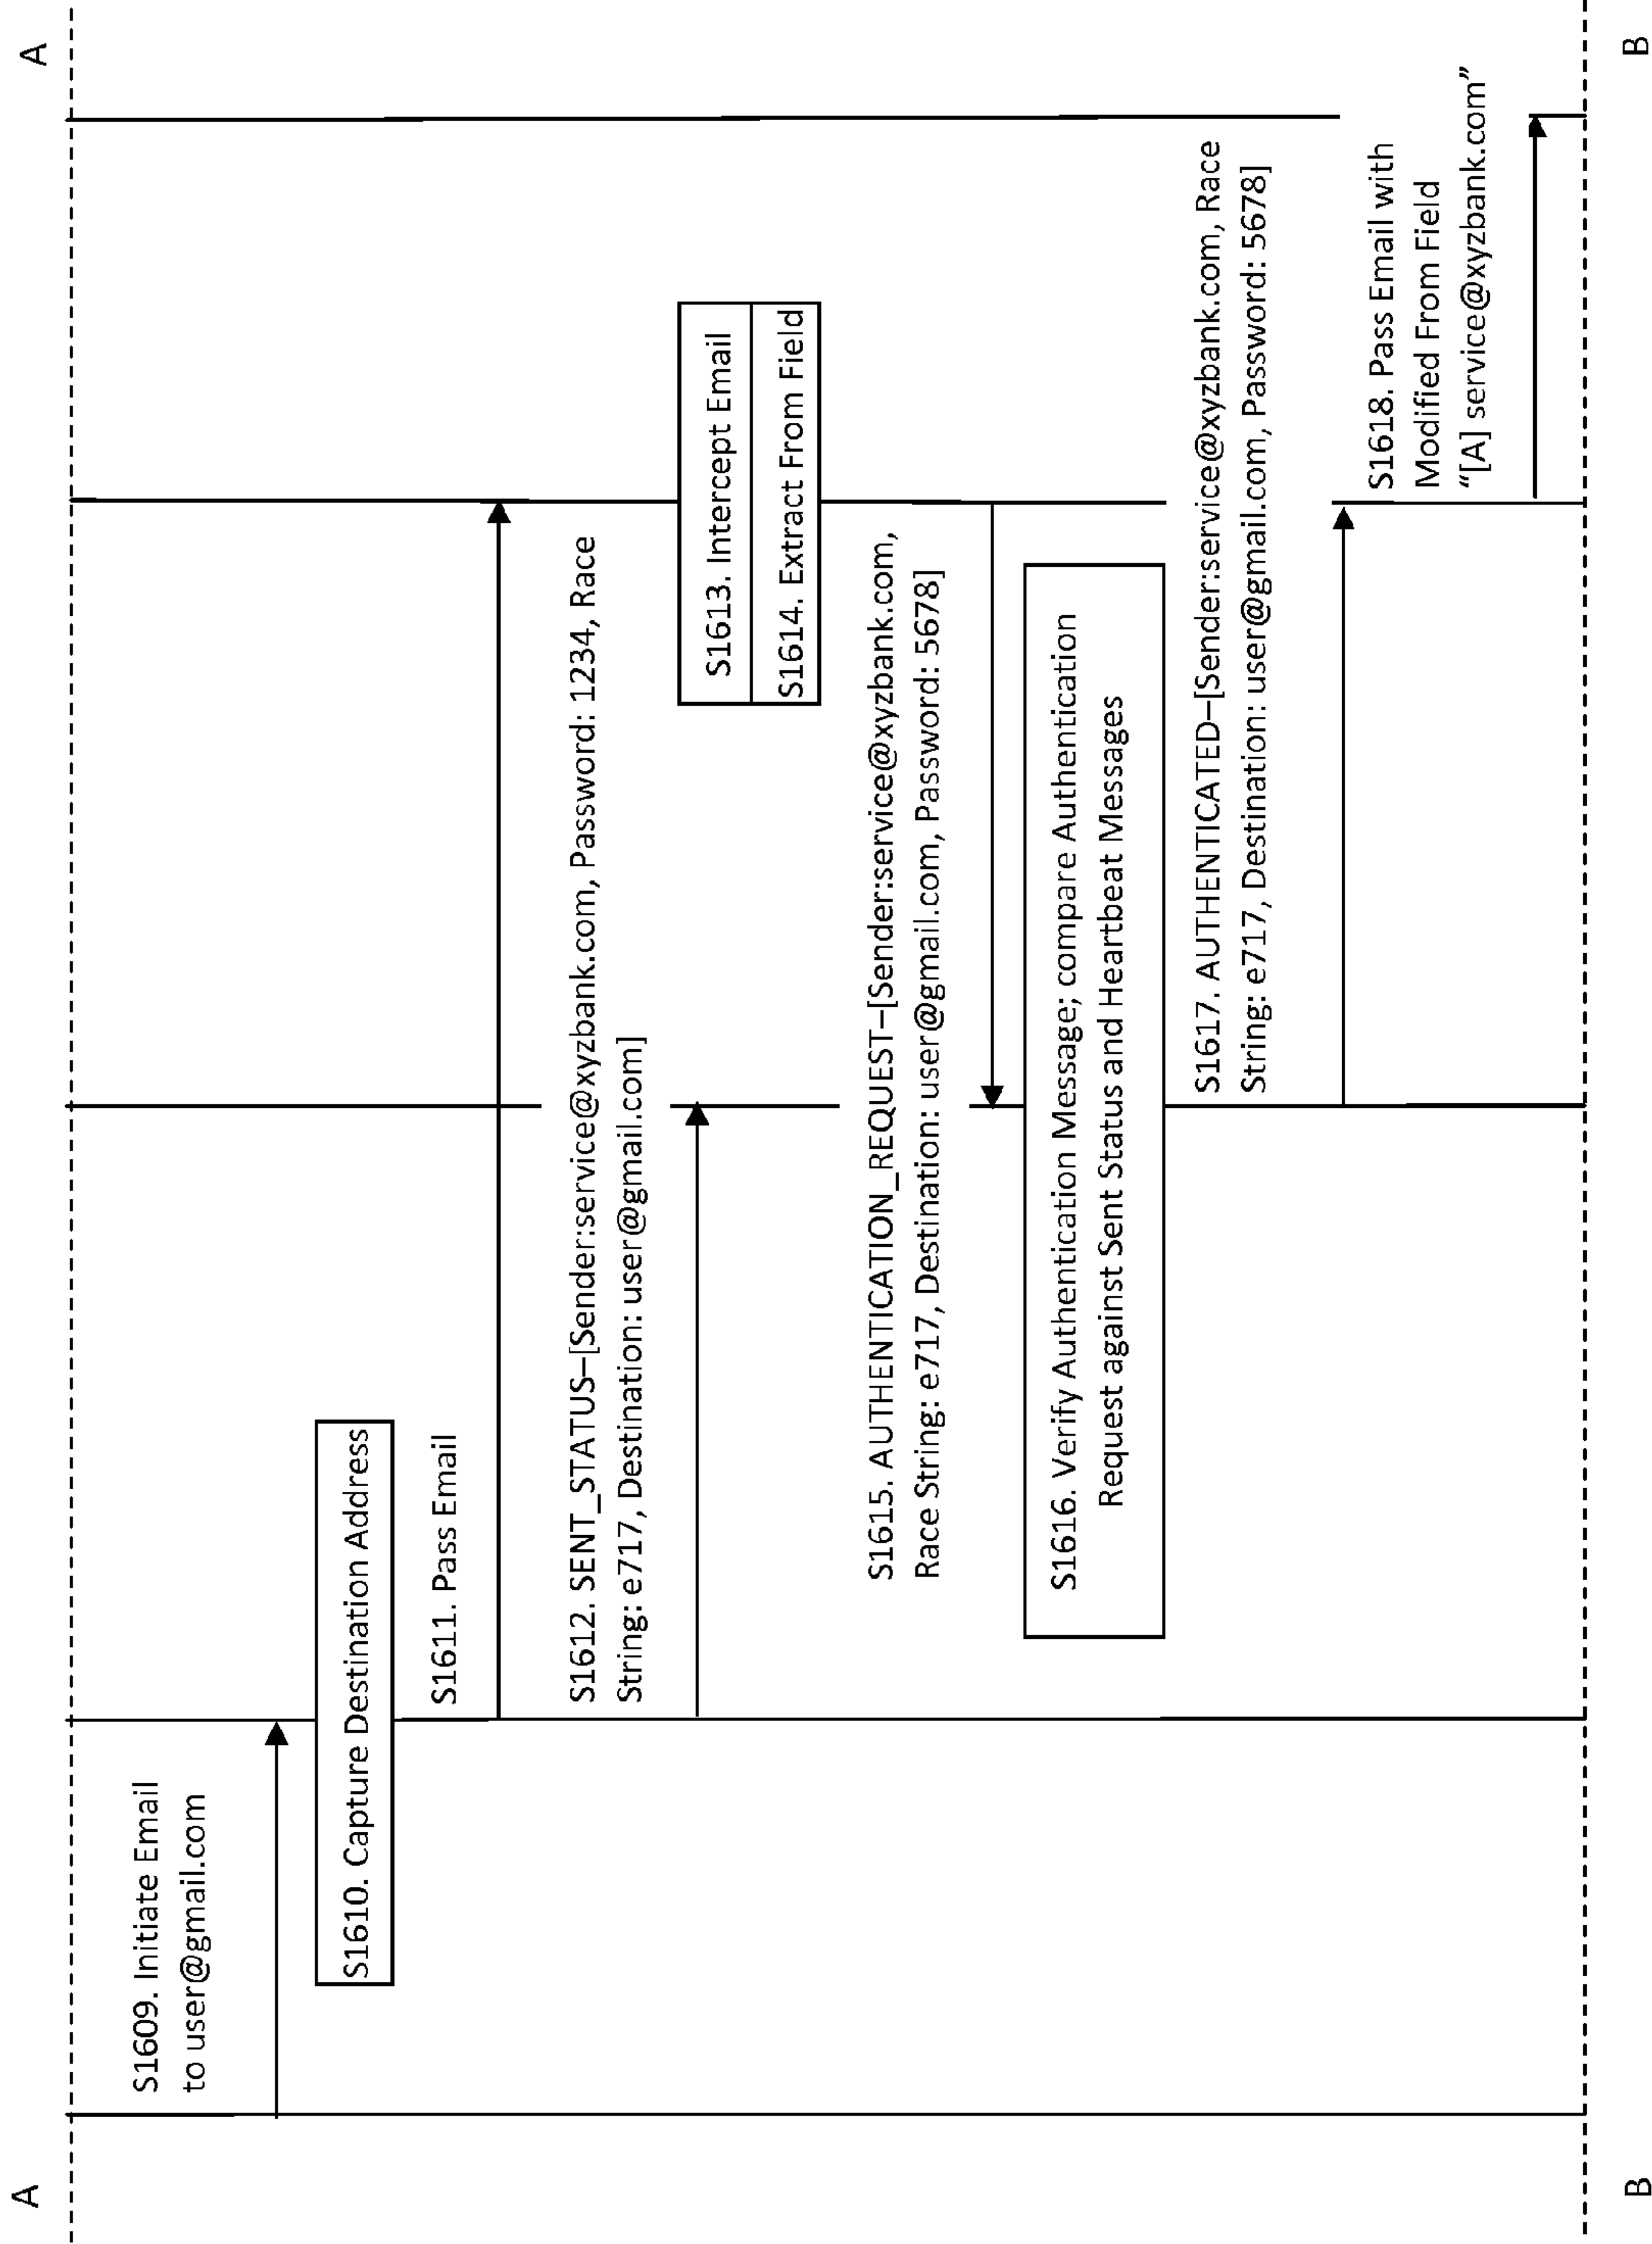 A
A
S1609. Initiate Email
to user@gmail.com
S1610. Capture Destination Address
S1611. Pass Email
S1612. SENT_STATUS–[Sender:service@xyzbank.com, Password: 1234, Race
String: e717, Destination: user@gmail.com]
S1613. Intercept Email
S1614. Extract From Field
S1615. AUTHENTICATION_REQUEST–[Sender:service@xyzbank.com,
Race String: e717, Destination: user@gmail.com, Password: 5678]
S1616. Verify Authentication Message; compare Authentication
Request against Sent Status and Heartbeat Messages
S1617. AUTHENTICATED–[Sender:service@xyzbank.com, Race
String: e717, Destination: user@gmail.com, Password: 5678]
S1618. Pass Email with
Modified From Field
“[A] service@xyzbank.com”
B
B